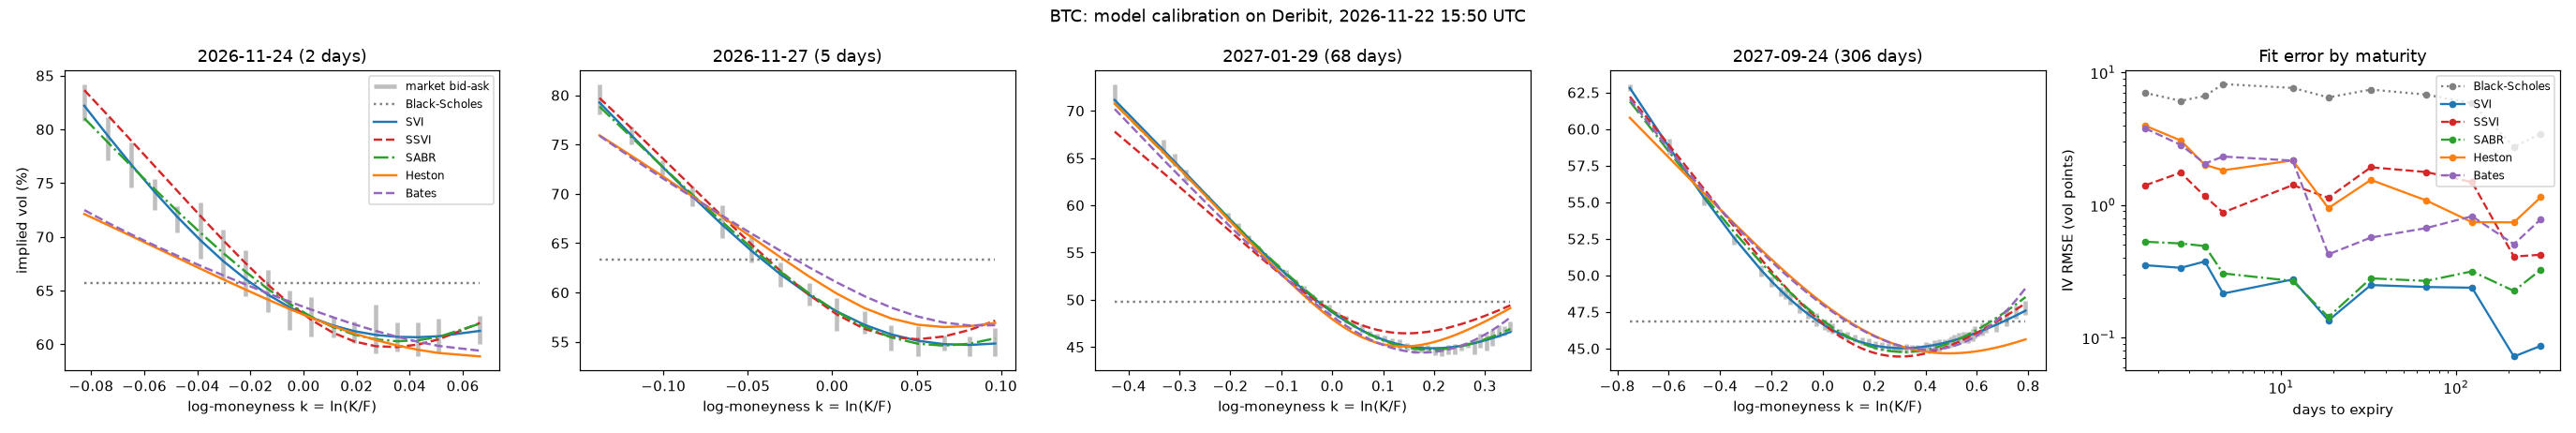 BTC: model calibration on Deribit, 2026-11-22 15:50 UTC
2026-11-24 (2 days)
implied vol (%)
85
80
75
70
65
60
−0.08 −0.06 −0.04 −0.02 0.00 0.02 0.04 0.06
log-moneyness k = ln(K/F)
market bid-ask
Black-Scholes
SVI
SSVI
SABR
Heston
Bates
2026-11-27 (5 days)
80
75
70
65
60
55
−0.10 −0.05 0.00 0.05 0.10
log-moneyness k = ln(K/F)
2027-01-29 (68 days)
70
65
60
55
50
45
−0.4 −0.3 −0.2 −0.1 0.0 0.1 0.2 0.3
log-moneyness k = ln(K/F)
2027-09-24 (306 days)
62.5
60.0
57.5
55.0
52.5
50.0
47.5
45.0
−0.8 −0.6 −0.4 −0.2 0.0 0.2 0.4 0.6 0.8
log-moneyness k = ln(K/F)
Fit error by maturity
IV RMSE (vol points)
10¹
10⁰
10⁻¹
10¹ 10²
days to expiry
Black-Scholes
SVI
SSVI
SABR
Heston
Bates